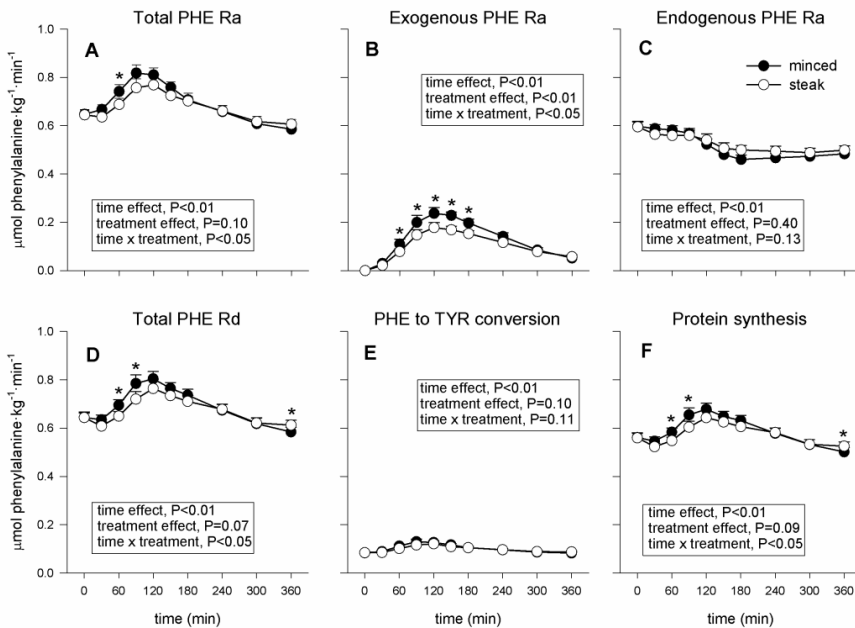 Total PHE Ra
Exogenous PHE Ra
Endogenous PHE Ra
μmol phenylalanine·kg⁻¹·min⁻¹
1.0
0.8
0.6
0.4
0.2
0.0
A
*
time effect, P<0.01
treatment effect, P=0.10
time x treatment, P<0.05
B
time effect, P<0.01
treatment effect, P<0.01
time x treatment, P<0.05
* * * * *
C
minced
steak
time effect, P<0.01
treatment effect, P=0.40
time x treatment, P=0.13
Total PHE Rd
PHE to TYR conversion
Protein synthesis
μmol phenylalanine·kg⁻¹·min⁻¹
1.0
0.8
0.6
0.4
0.2
0.0
D
* * *
time effect, P<0.01
treatment effect, P=0.07
time x treatment, P<0.05
0 60 120 180 240 300 360
time (min)
E
time effect, P<0.01
treatment effect, P=0.10
time x treatment, P=0.11
0 60 120 180 240 300 360
time (min)
F
* * *
time effect, P<0.01
treatment effect, P=0.09
time x treatment, P<0.05
0 60 120 180 240 300 360
time (min)